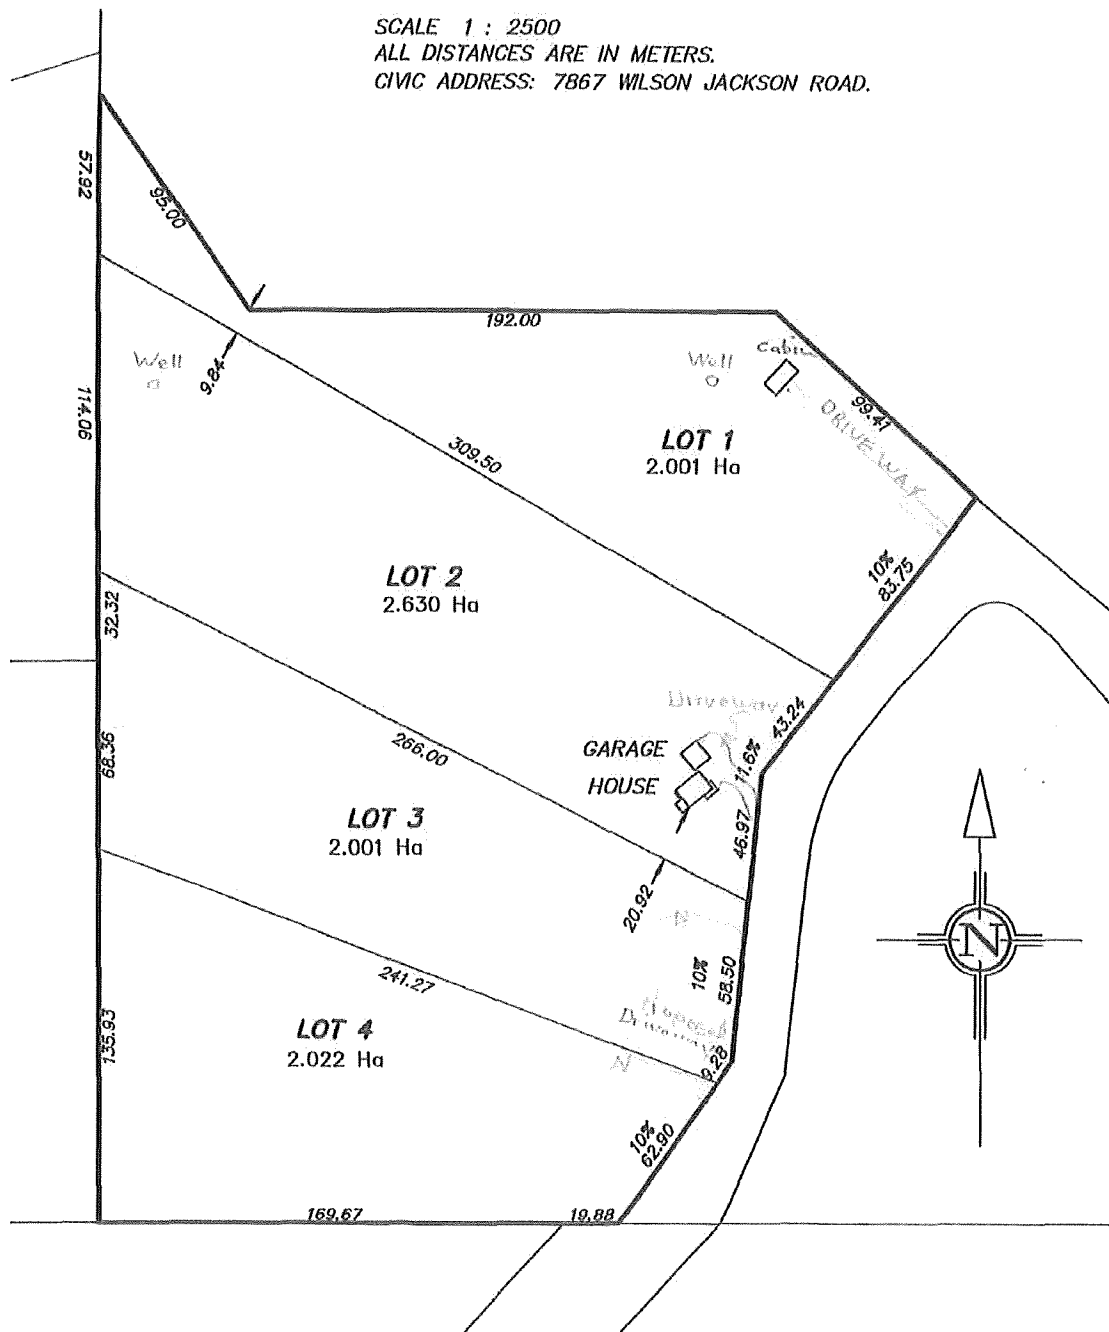 SCALE 1 : 2500
ALL DISTANCES ARE IN METERS.
CIVIC ADDRESS: 7867 WILSON JACKSON ROAD.
57.92
95.00
192.00
Well
9.84
Well
Cabin
99.41
DRIVEWAY
114.06
LOT 1
2.001 Ha
309.50
10%
83.75
LOT 2
2.630 Ha
32.32
Driveway
43.24
11.6%
GARAGE
HOUSE
68.36
266.00
46.97
LOT 3
2.001 Ha
20.92
N
N
10%
58.50
241.27
Driveway
N
9.28
135.93
LOT 4
2.022 Ha
10%
62.90
169.67
19.88